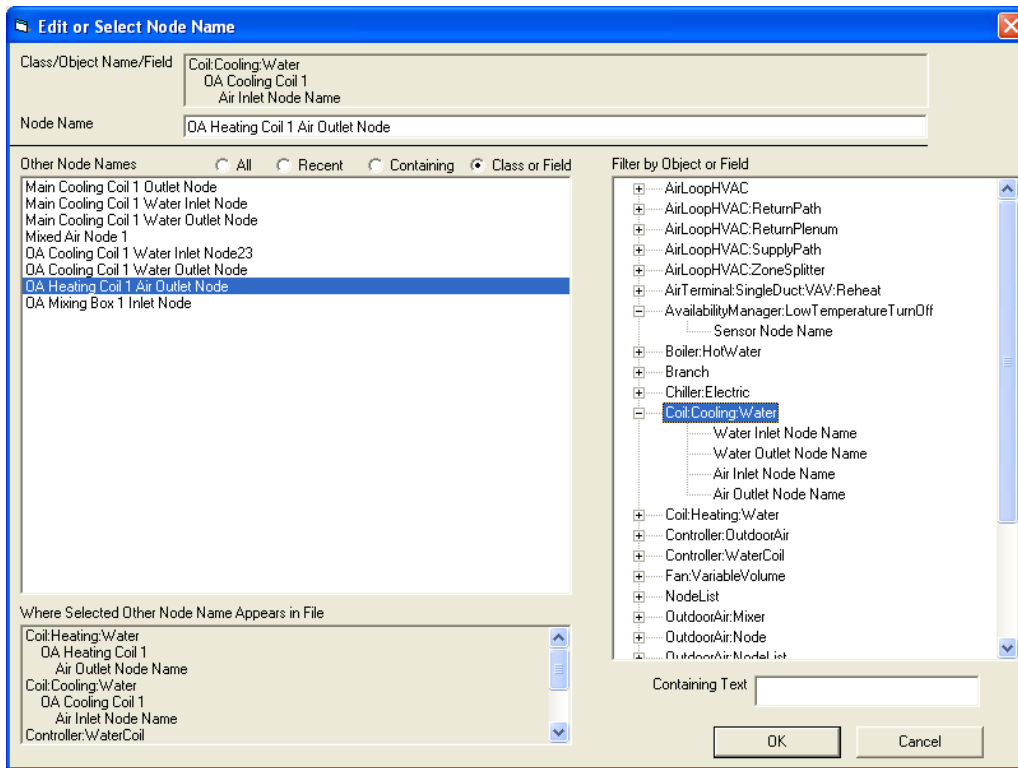 Edit or Select Node Name
Class/Object Name/Field
Coil:Cooling:Water
OA Cooling Coil 1
Air Inlet Node Name
Node Name
OA Heating Coil 1 Air Outlet Node
Other Node Names
All
Recent
Containing
Class or Field
Main Cooling Coil 1 Outlet Node
Main Cooling Coil 1 Water Inlet Node
Main Cooling Coil 1 Water Outlet Node
Mixed Air Node 1
OA Cooling Coil 1 Water Inlet Node23
OA Cooling Coil 1 Water Outlet Node
OA Heating Coil 1 Air Outlet Node
OA Mixing Box 1 Inlet Node
Where Selected Other Node Name Appears in File
Coil:Heating:Water
OA Heating Coil 1
Air Outlet Node Name
Coil:Cooling:Water
OA Cooling Coil 1
Air Inlet Node Name
Controller:WaterCoil
Filter by Object or Field
AirLoopHVAC
AirLoopHVAC:ReturnPath
AirLoopHVAC:ReturnPlenum
AirLoopHVAC:SupplyPath
AirLoopHVAC:ZoneSplitter
AirTerminal:SingleDuct:VAV:Reheat
AvailabilityManager:LowTemperatureTurnOff
Sensor Node Name
Boiler:HotWater
Branch
Chiller:Electric
Coil:Cooling:Water
Water Inlet Node Name
Water Outlet Node Name
Air Inlet Node Name
Air Outlet Node Name
Coil:Heating:Water
Controller:OutdoorAir
Controller:WaterCoil
Fan:VariableVolume
NodeList
OutdoorAir:Mixer
OutdoorAir:Node
OutdoorAir:NodeList
Containing Text
OK
Cancel